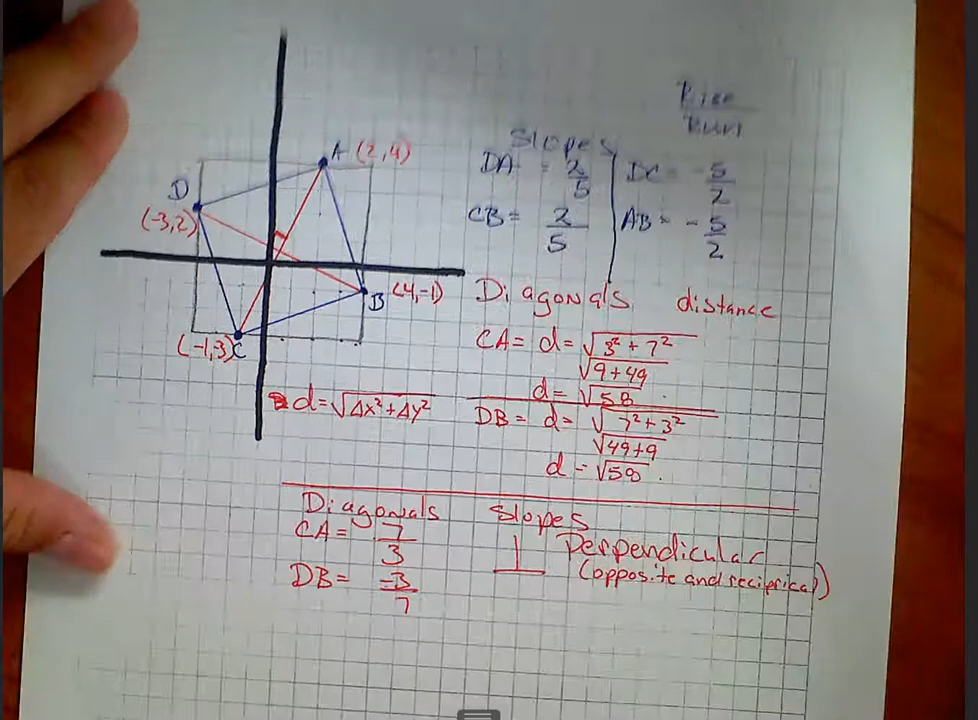 Rise
Run
Slopes
A (2,4)
D
(-3,2)
DA = 2/5
DC = -5/2
CB = 2/5
AB = -5/2
B (4,-1)
(-1,3) C
Diagonals distance
CA = d = √3² + 7²
√9+49
d = √58
d = √Δx² + Δy²
DB = d = √7² + 3²
√49+9
d = √58
Diagonals Slopes
CA = 7/3
⊥ Perpendicular
(opposite and reciprical)
DB = -3/7